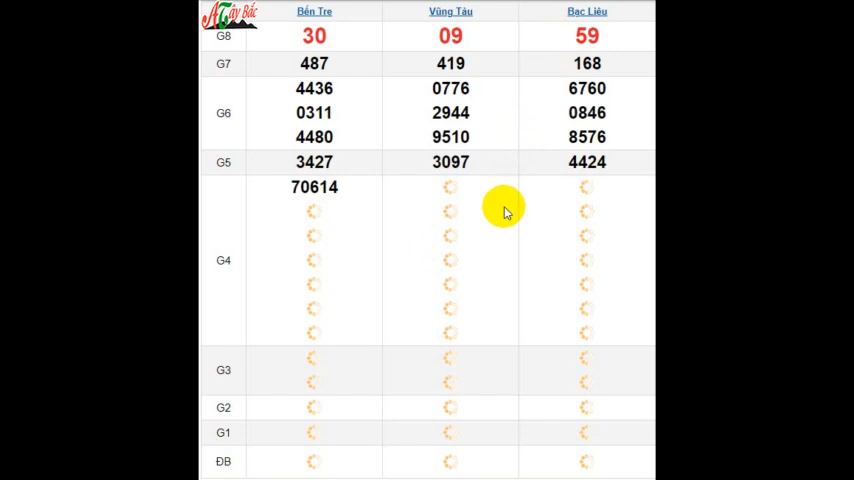 ATây Bắc
Bến Tre Vũng Tàu Bạc Liêu
G8 30 09 59
G7 487 419 168
4436 0776 6760
G6 0311 2944 0846
4480 9510 8576
G5 3427 3097 4424
70614
G4
G3
G2
G1
ĐB